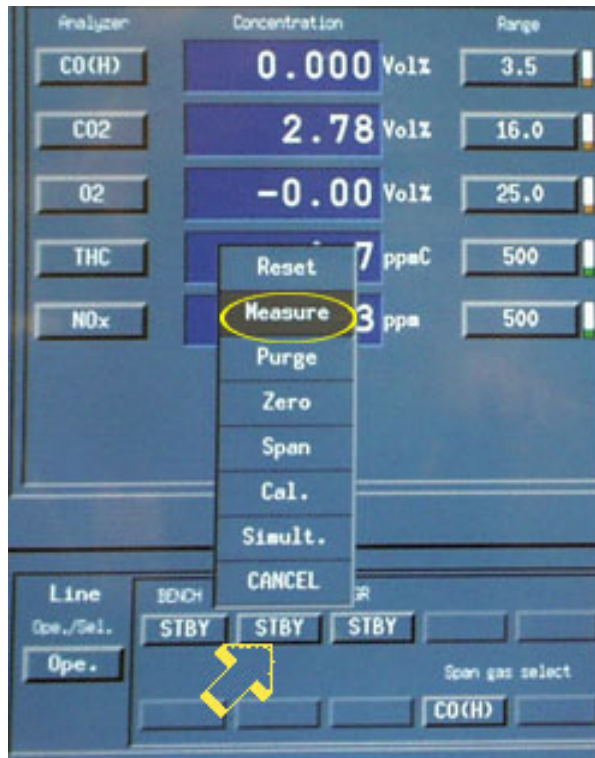 Analyzer Concentration Range
CO(H) 0.000 Vol% 3.5
CO2 2.78 Vol% 16.0
O2 -0.00 Vol% 25.0
THC 7 ppmC 500
NOx 3 ppm 500
Reset
Measure
Purge
Zero
Span
Cal.
Simult.
CANCEL
Line BENCH
Ope./Sel. STBY STBY STBY
Ope. Span gas select
CO(H)